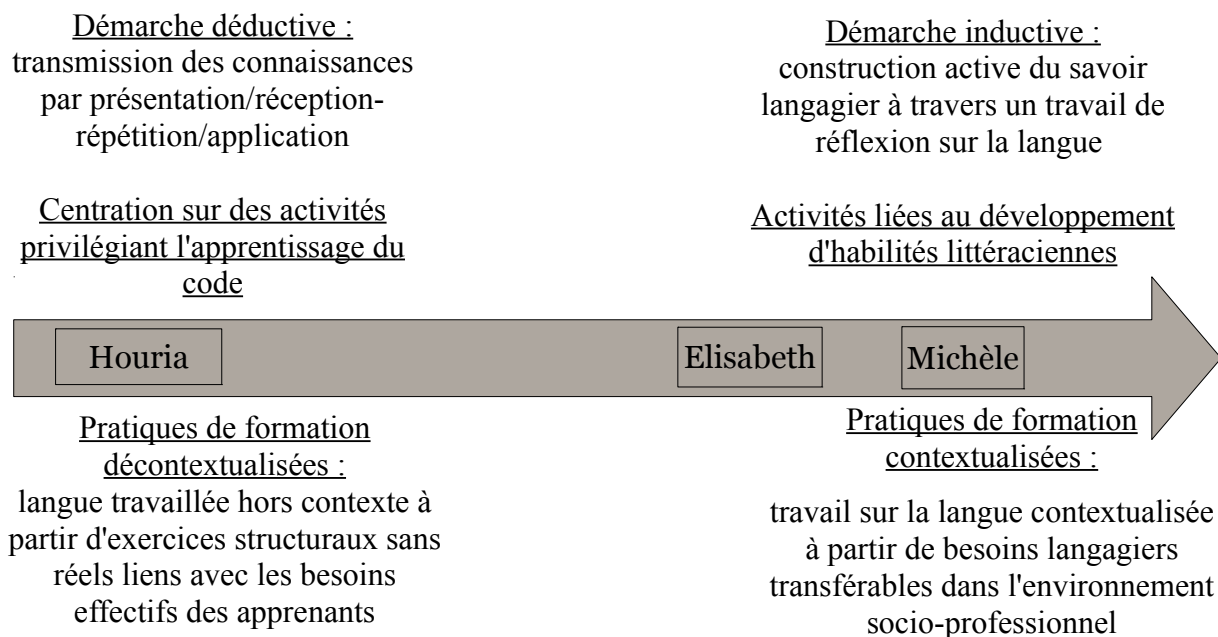 Démarche déductive :
transmission des connaissances
par présentation/réception-
répétition/application
Démarche inductive :
construction active du savoir
langagier à travers un travail de
réflexion sur la langue
Centration sur des activités
privilégiant l'apprentissage du
code
Activités liées au développement
d'habilités littéraciennes
Houria
Elisabeth
Michèle
Pratiques de formation
décontextualisées :
langue travaillée hors contexte à
partir d'exercices structuraux sans
réels liens avec les besoins
effectifs des apprenants
Pratiques de formation
contextualisées :
travail sur la langue contextualisée
à partir de besoins langagiers
transférables dans l'environnement
socio-professionnel